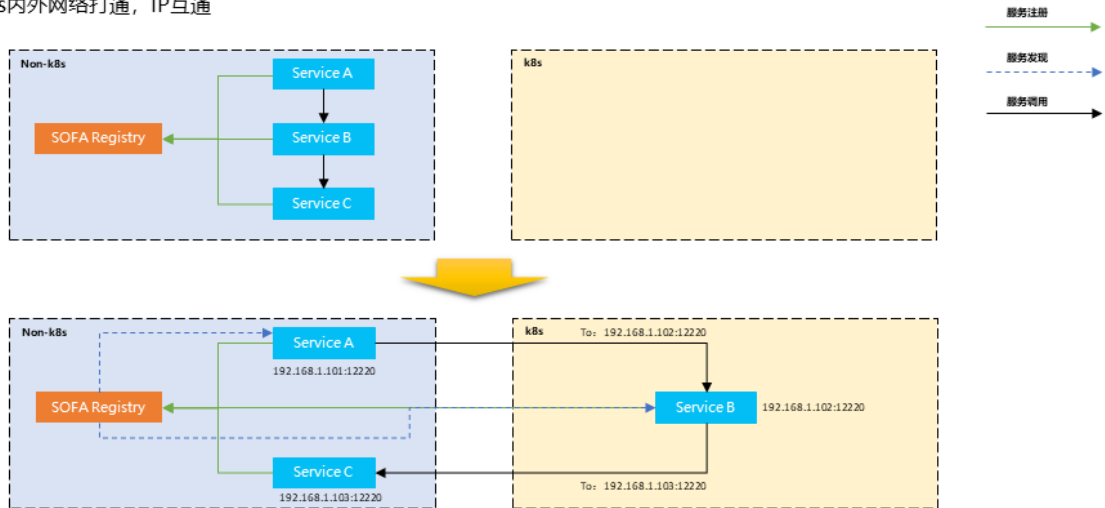 s内外网络打通，IP互通
服务注册
服务发现
服务调用
Non-k8s
Service A
SOFA Registry
Service B
Service C
k8s
Non-k8s
Service A
192.168.1.101:12220
SOFA Registry
Service C
192.168.1.103:12220
k8s
To：192.168.1.102:12220
Service B
192.168.1.102:12220
To：192.168.1.103:12220